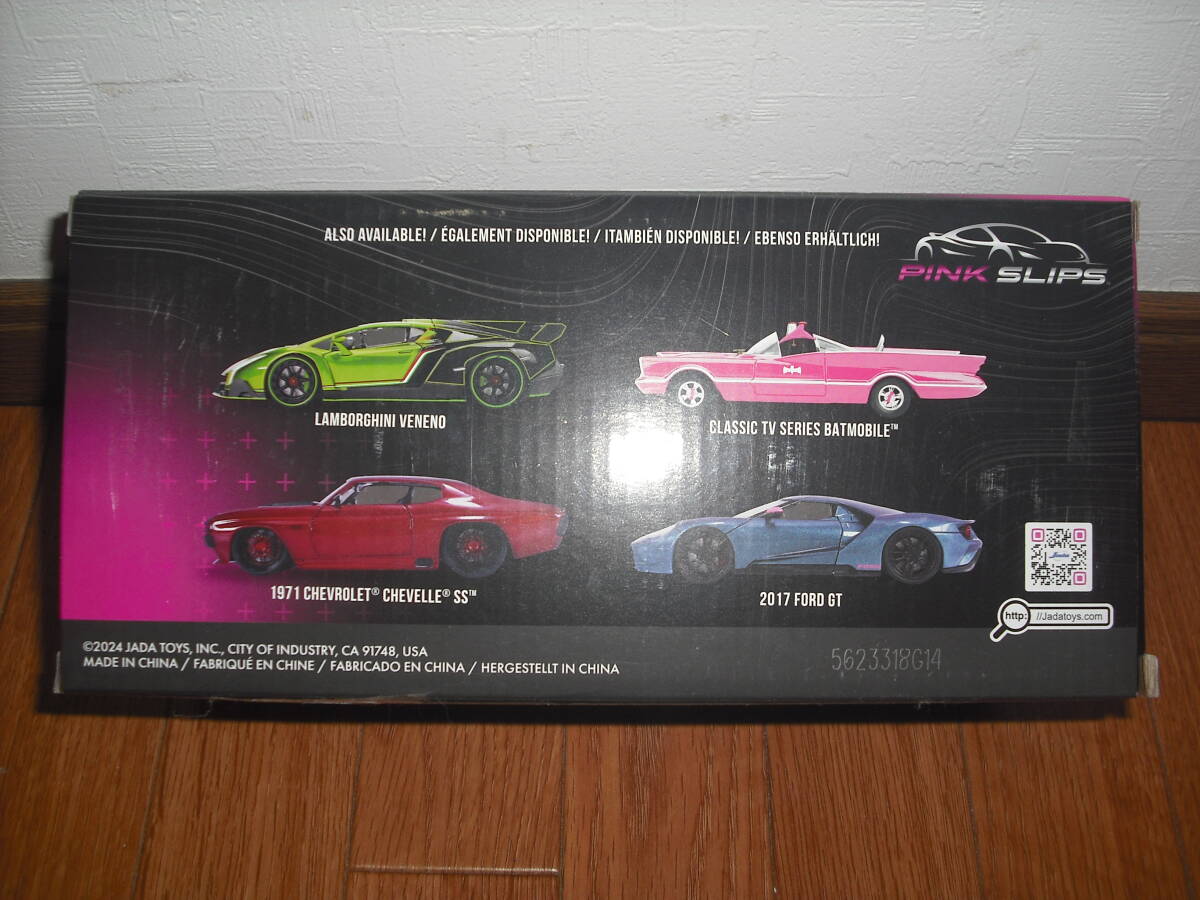 ALSO AVAILABLE! / ÉGALEMENT DISPONIBLE! / ITAMBIÉN DISPONIBLE! / EBENSO ERHÄLTLICH!
PINK SLIPS
LAMBORGHINI VENENO
CLASSIC TV SERIES BATMOBILE™
1971 CHEVROLET® CHEVELLE® SS™
2017 FORD GT
http: //Jadatoys.com
©2024 JADA TOYS, INC., CITY OF INDUSTRY, CA 91748, USA
MADE IN CHINA / FABRIQUÉ EN CHINE / FABRICADO EN CHINA / HERGESTELLT IN CHINA
5623318G14